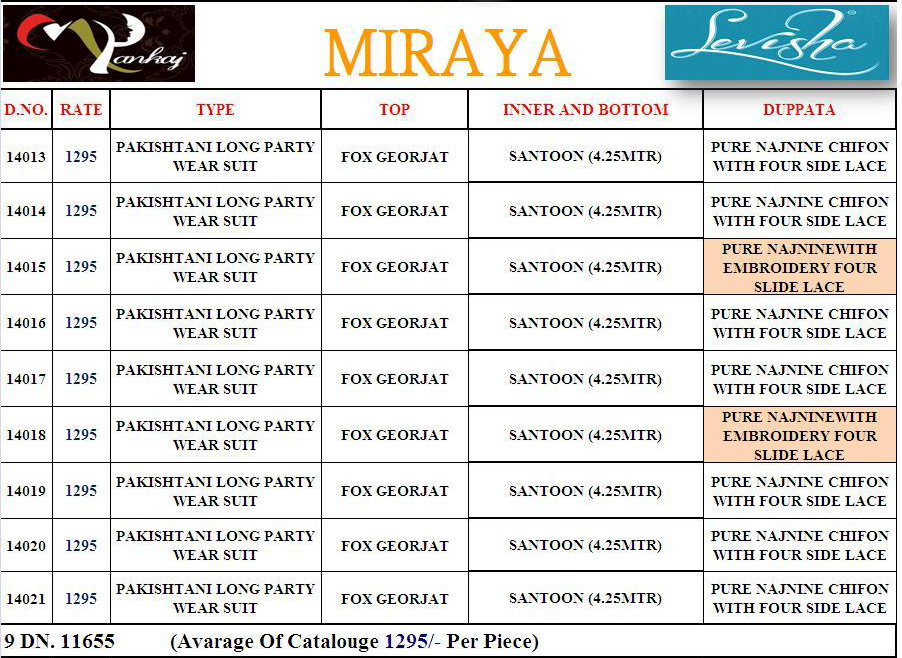 Pankaj
MIRAYA
Levisha
D.NO. RATE TYPE TOP INNER AND BOTTOM DUPPATA
14013 1295 PAKISHTANI LONG PARTY WEAR SUIT FOX GEORJAT SANTOON (4.25MTR) PURE NAJNINE CHIFON WITH FOUR SIDE LACE
14014 1295 PAKISHTANI LONG PARTY WEAR SUIT FOX GEORJAT SANTOON (4.25MTR) PURE NAJNINE CHIFON WITH FOUR SIDE LACE
14015 1295 PAKISHTANI LONG PARTY WEAR SUIT FOX GEORJAT SANTOON (4.25MTR) PURE NAJNINEWITH EMBROIDERY FOUR SLIDE LACE
14016 1295 PAKISHTANI LONG PARTY WEAR SUIT FOX GEORJAT SANTOON (4.25MTR) PURE NAJNINE CHIFON WITH FOUR SIDE LACE
14017 1295 PAKISHTANI LONG PARTY WEAR SUIT FOX GEORJAT SANTOON (4.25MTR) PURE NAJNINE CHIFON WITH FOUR SIDE LACE
14018 1295 PAKISHTANI LONG PARTY WEAR SUIT FOX GEORJAT SANTOON (4.25MTR) PURE NAJNINEWITH EMBROIDERY FOUR SLIDE LACE
14019 1295 PAKISHTANI LONG PARTY WEAR SUIT FOX GEORJAT SANTOON (4.25MTR) PURE NAJNINE CHIFON WITH FOUR SIDE LACE
14020 1295 PAKISHTANI LONG PARTY WEAR SUIT FOX GEORJAT SANTOON (4.25MTR) PURE NAJNINE CHIFON WITH FOUR SIDE LACE
14021 1295 PAKISHTANI LONG PARTY WEAR SUIT FOX GEORJAT SANTOON (4.25MTR) PURE NAJNINE CHIFON WITH FOUR SIDE LACE
9 DN. 11655 (Avarage Of Catalouge 1295/- Per Piece)